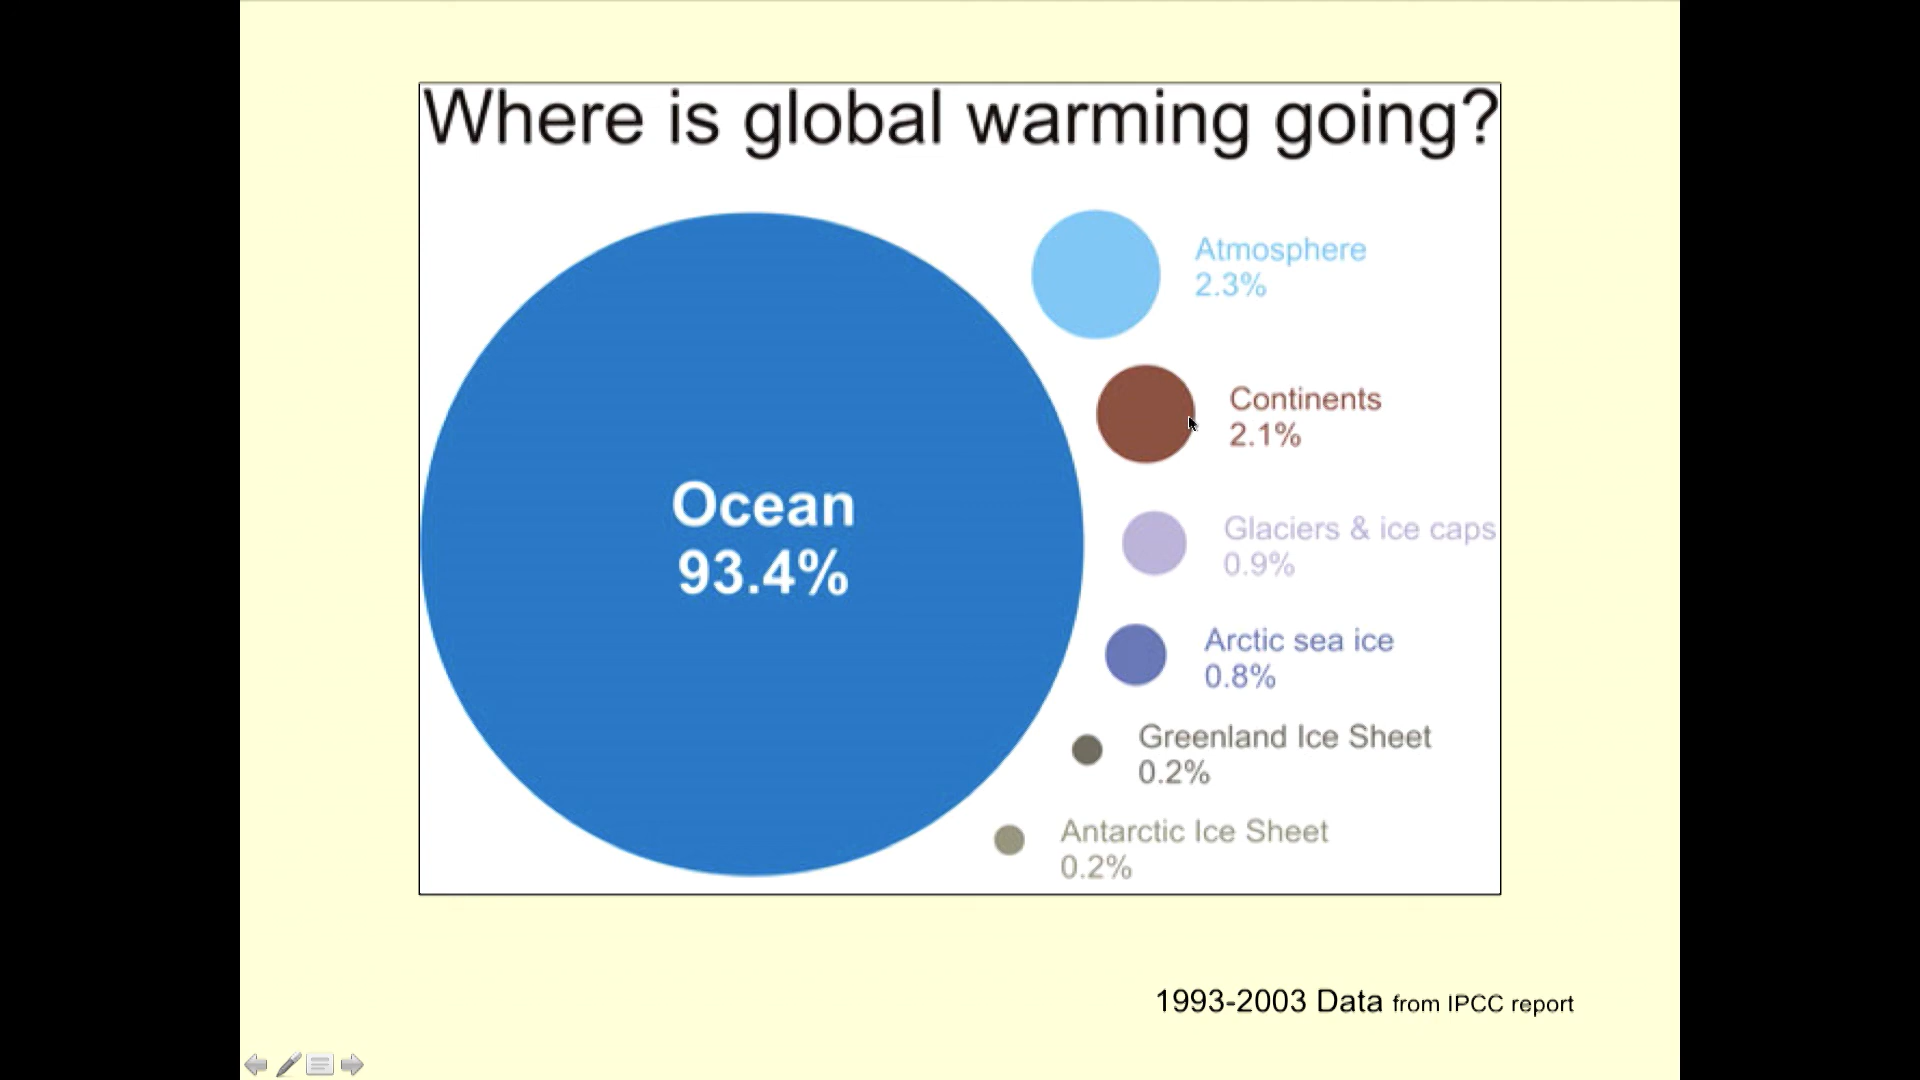 Where is global warming going?
Ocean
93.4%
Atmosphere
2.3%
Continents
2.1%
Glaciers & ice caps
0.9%
Arctic sea ice
0.8%
Greenland Ice Sheet
0.2%
Antarctic Ice Sheet
0.2%
1993-2003 Data from IPCC report